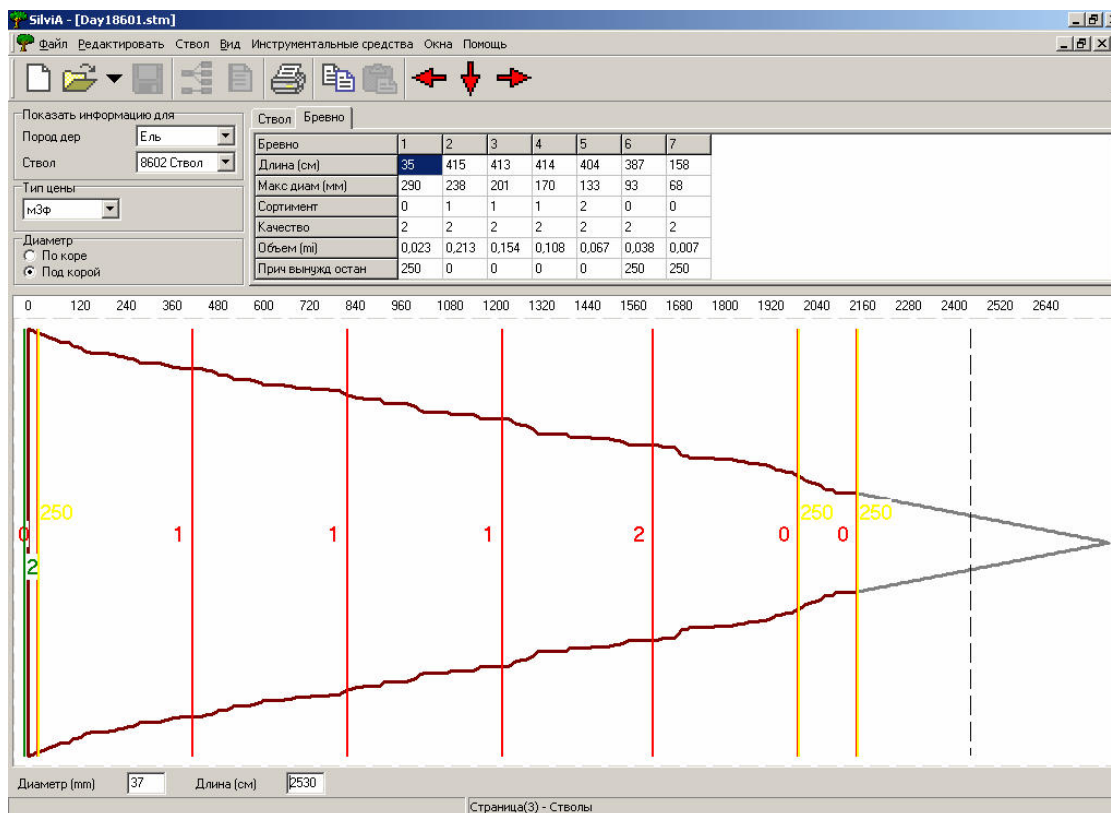 SilviA - [Day18601.stm]
Файл Редактировать Ствол Вид Инструментальные средства Окна Помощь
Показать информацию для
Пород дер Ель
Ствол 8602 Ствол
Тип цены
м3ф
Диаметр
По коре
Под корой
Ствол Бревно
Бревно 1 2 3 4 5 6 7
Длина (см) 35 415 413 414 404 387 158
Макс диам (мм) 290 238 201 170 133 93 68
Сортимент 0 1 1 1 2 0 0
Качество 2 2 2 2 2 2 2
Объем (mi) 0,023 0,213 0,154 0,108 0,067 0,038 0,007
Прич вынужд остан 250 0 0 0 0 250 250
0 120 240 360 480 600 720 840 960 1080 1200 1320 1440 1560 1680 1800 1920 2040 2160 2280 2400 2520 2640
250 250 250
0 1 1 1 2 0 0
2
Диаметр (mm) 37 Длина (см) 2530
Страница(3) - Стволы